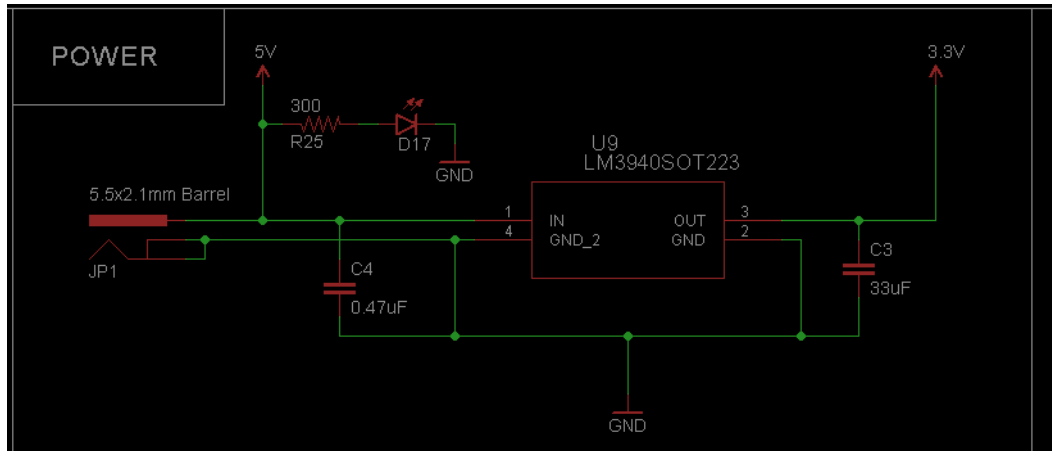 POWER
5V
3.3V
300
R25
D17
GND
U9
LM3940SOT223
5.5x2.1mm Barrel
JP1
1
IN
OUT
3
4
GND_2
GND
2
C4
0.47uF
C3
33uF
GND